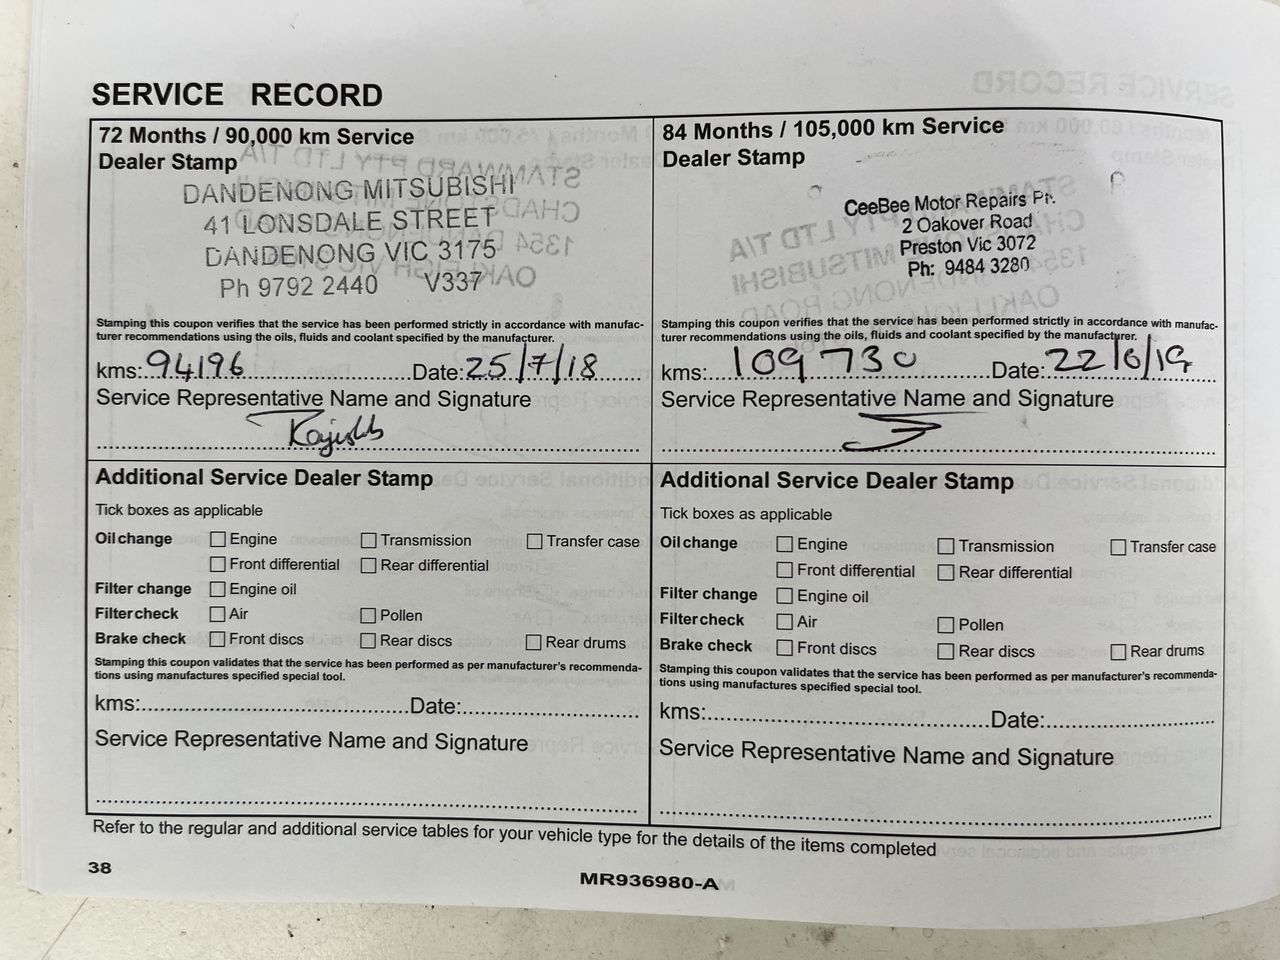 SERVICE RECORD
72 Months / 90,000 km Service
Dealer Stamp
DANDENONG MITSUBISHI
41 LONSDALE STREET
DANDENONG VIC 3175
Ph 9792 2440 V337
Stamping this coupon verifies that the service has been performed strictly in accordance with manufac-
turer recommendations using the oils, fluids and coolant specified by the manufacturer.
kms: 94196 Date: 25/7/18
Service Representative Name and Signature
Additional Service Dealer Stamp
Tick boxes as applicable
Oil change Engine Transmission Transfer case
Front differential Rear differential
Filter change Engine oil
Filter check Air Pollen
Brake check Front discs Rear discs Rear drums
Stamping this coupon validates that the service has been performed as per manufacturer's recommenda-
tions using manufactures specified special tool.
kms: Date:
Service Representative Name and Signature
84 Months / 105,000 km Service
Dealer Stamp
CeeBee Motor Repairs
2 Oakover Road
Preston Vic 3072
Ph: 9484 3280
Stamping this coupon verifies that the service has been performed strictly in accordance with manufac-
turer recommendations using the oils, fluids and coolant specified by the manufacturer.
kms: 109 730 Date: 22/6/19
Service Representative Name and Signature
Additional Service Dealer Stamp
Tick boxes as applicable
Oil change Engine Transmission Transfer case
Front differential Rear differential
Filter change Engine oil
Filter check Air Pollen
Brake check Front discs Rear discs Rear drums
Stamping this coupon validates that the service has been performed as per manufacturer's recommenda-
tions using manufactures specified special tool.
kms: Date:
Service Representative Name and Signature
Refer to the regular and additional service tables for your vehicle type for the details of the items completed
38
MR936980-A